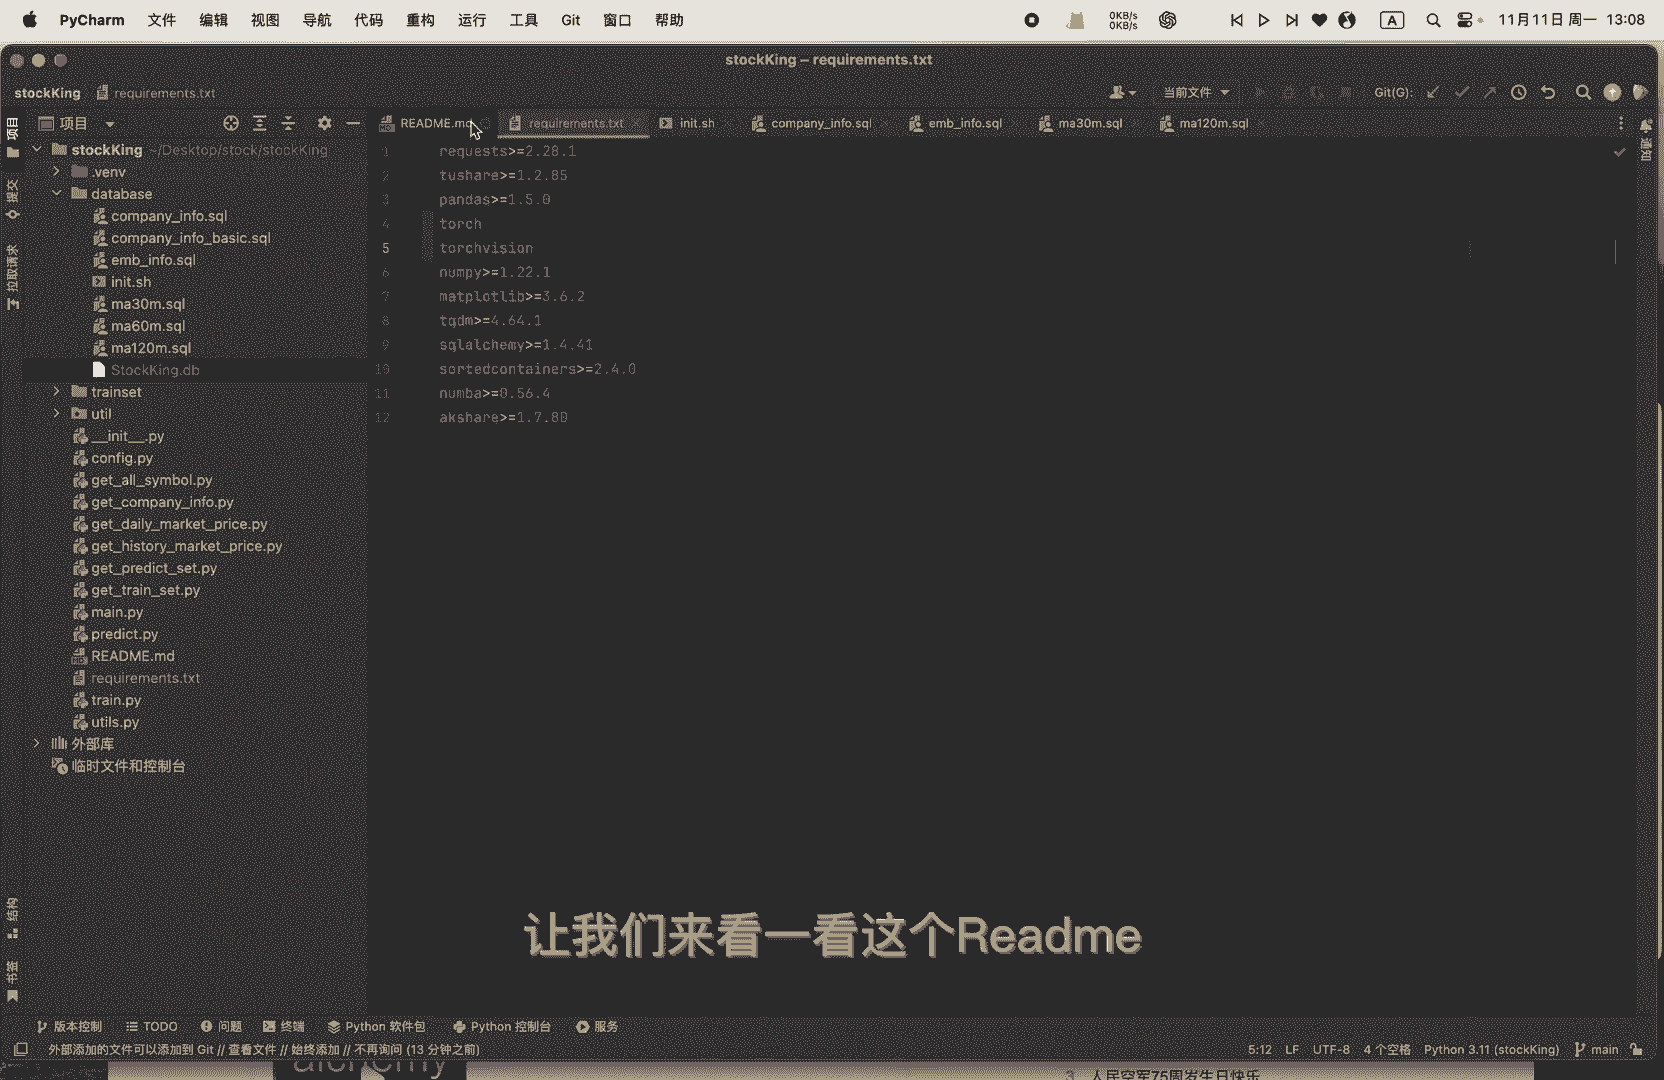 PyCharm 文件 编辑 视图 导航 代码 重构 运行 工具 Git 窗口 帮助 0KB/s 0KB/s A 11月11日 周一 13:08
stockKing – requirements.txt
stockKing requirements.txt 当前文件 Git(G):
项目 README.md requirements.txt init.sh company_info.sql emb_info.sql ma30m.sql ma120m.sql
stockKing ~/Desktop/stock/stockKing
.venv
database
company_info.sql
company_info_basic.sql
emb_info.sql
init.sh
ma30m.sql
ma60m.sql
ma120m.sql
StockKing.db
trainset
util
__init__.py
config.py
get_all_symbol.py
get_company_info.py
get_daily_market_price.py
get_history_market_price.py
get_predict_set.py
get_train_set.py
main.py
predict.py
README.md
requirements.txt
train.py
utils.py
外部库
临时文件和控制台
项目
提交
拉取请求
结构
书签
通知
1 requests>=2.28.1
2 tushare>=1.2.85
3 pandas>=1.5.0
4 torch
5 torchvision
6 numpy>=1.22.1
7 matplotlib>=3.6.2
8 tqdm>=4.64.1
9 sqlalchemy>=1.4.41
10 sortedcontainers>=2.4.0
11 numba>=0.56.4
12 akshare>=1.7.80
让我们来看一看这个Readme
版本控制 TODO 问题 终端 Python 软件包 Python 控制台 服务
外部添加的文件可以添加到 Git // 查看文件 // 始终添加 // 不再询问 (13 分钟之前) 5:12 LF UTF-8 4 个空格 Python 3.11 (stockKing) main
alchemy 3 人民空军75周岁生日快乐